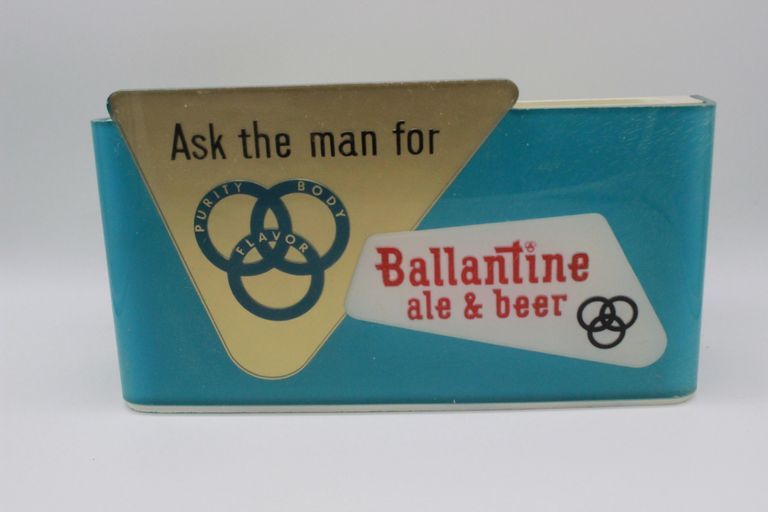 Ask the man for
PURITY BODY
FLAVOR
Ballantine
ale & beer